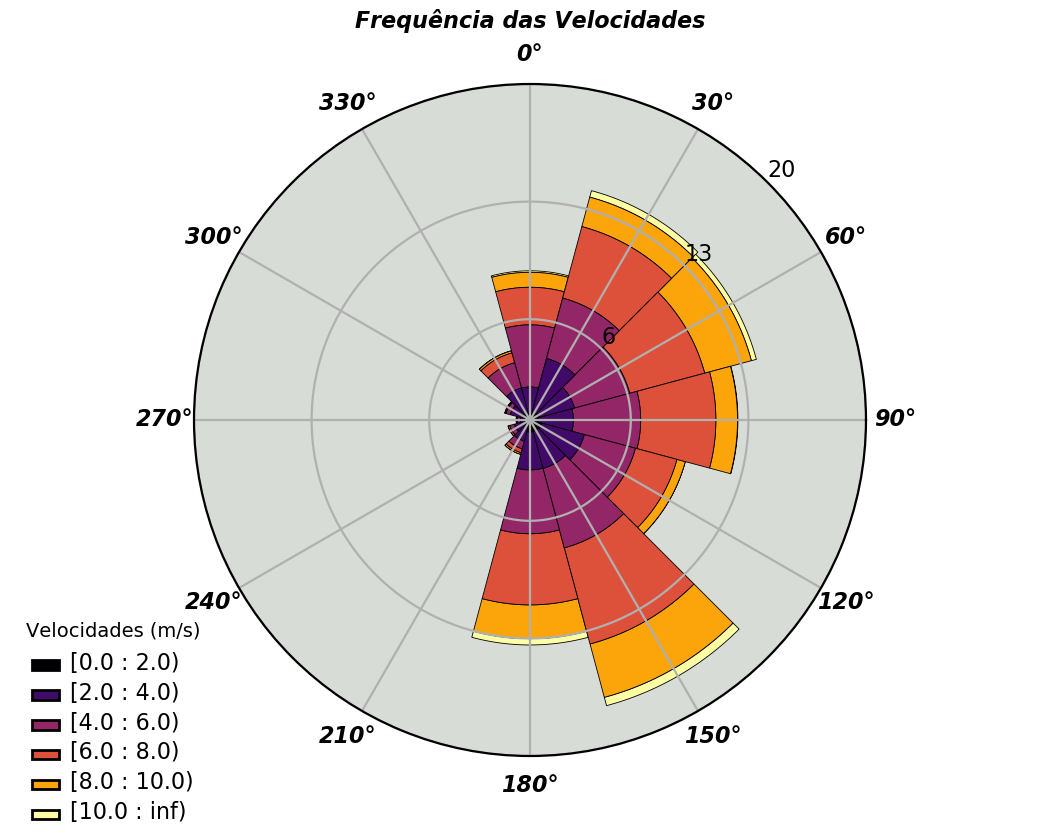 Frequência das Velocidades
0°
330°
30°
20
300°
60°
13
6
270°
90°
240°
120°
Velocidades (m/s)
[0.0 : 2.0)
[2.0 : 4.0)
[4.0 : 6.0)
210°
150°
[6.0 : 8.0)
180°
[8.0 : 10.0)
[10.0 : inf)